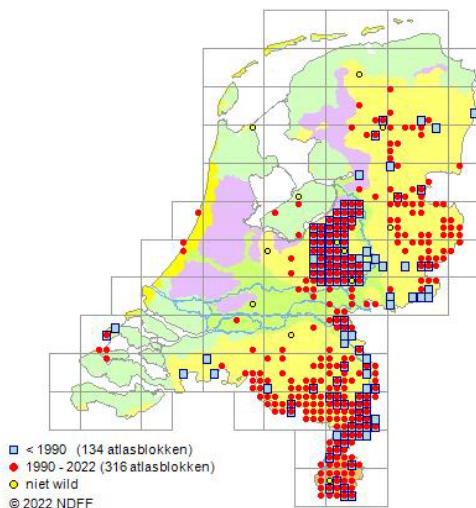 < 1990 (134 atlasblokken)
1990 - 2022 (316 atlasblokken)
niet wild
© 2022 NDFF